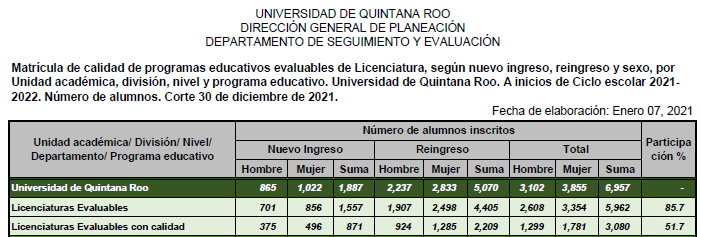 UNIVERSIDAD DE QUINTANA ROO
DIRECCIÓN GENERAL DE PLANEACIÓN
DEPARTAMENTO DE SEGUIMIENTO Y EVALUACIÓN
Matrícula de calidad de programas educativos evaluables de Licenciatura, según nuevo ingreso, reingreso y sexo, por
Unidad académica, división, nivel y programa educativo. Universidad de Quintana Roo. A inicios de Ciclo escolar 2021-
2022. Número de alumnos. Corte 30 de diciembre de 2021.
Fecha de elaboración: Enero 07, 2021
Unidad académica/ División/ Nivel/
Departamento/ Programa educativo
Número de alumnos inscritos
Participa
ción %
Nuevo Ingreso Reingreso Total
Hombre Mujer Suma Hombre Mujer Suma Hombre Mujer Suma
Universidad de Quintana Roo 865 1,022 1,887 2,237 2,833 5,070 3,102 3,855 6,957 -
Licenciaturas Evaluables 701 856 1,557 1,907 2,498 4,405 2,608 3,354 5,962 85.7
Licenciaturas Evaluables con calidad 375 496 871 924 1,285 2,209 1,299 1,781 3,080 51.7